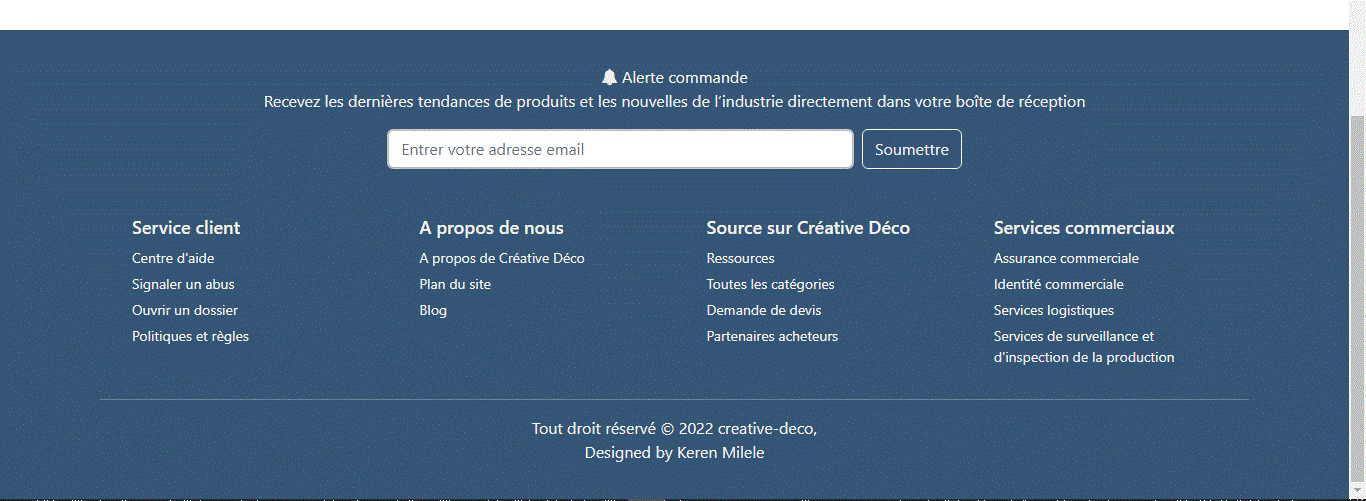 Alerte commande
Recevez les dernières tendances de produits et les nouvelles de l’industrie directement dans votre boîte de réception
Entrer votre adresse email
Soumettre
Service client
Centre d'aide
Signaler un abus
Ouvrir un dossier
Politiques et règles
A propos de nous
A propos de Créative Déco
Plan du site
Blog
Source sur Créative Déco
Ressources
Toutes les catégories
Demande de devis
Partenaires acheteurs
Services commerciaux
Assurance commerciale
Identité commerciale
Services logistiques
Services de surveillance et
d'inspection de la production
Tout droit réservé © 2022 creative-deco,
Designed by Keren Milele